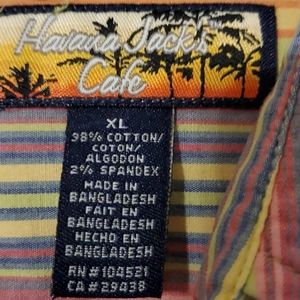 Havana Jack's
Cafe
XL
98% COTTON/
COTON/
ALGODON
2% SPANDEX
MADE IN
BANGLADESH
FAIT EN
BANGLADESH
HECHO EN
BANGLADESH
RN#104521
CA#29438